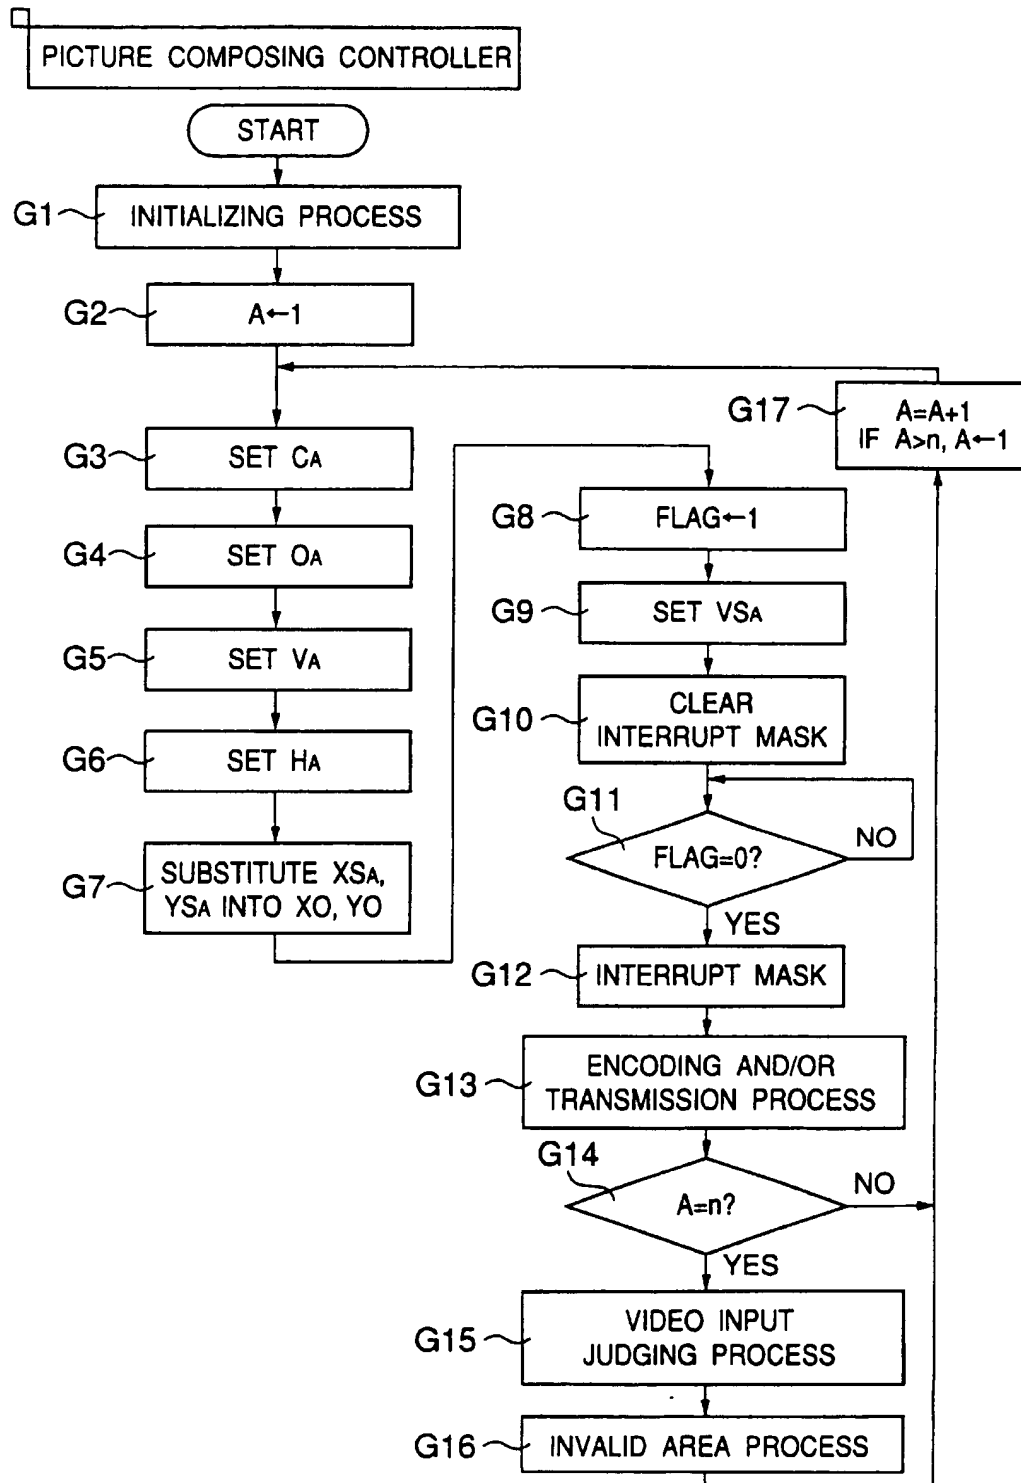 PICTURE COMPOSING CONTROLLER
START
G1
INITIALIZING PROCESS
G2
A←1
G3
SET CA
G4
SET OA
G5
SET VA
G6
SET HA
G7
SUBSTITUTE XSA,
YSA INTO XO, YO
G8
FLAG←1
G9
SET VSA
G10
CLEAR
INTERRUPT MASK
G11
FLAG=0?
NO
YES
G12
INTERRUPT MASK
G13
ENCODING AND/OR
TRANSMISSION PROCESS
G14
A=n?
NO
YES
G15
VIDEO INPUT
JUDGING PROCESS
G16
INVALID AREA PROCESS
G17
A=A+1
IF A>n, A←1